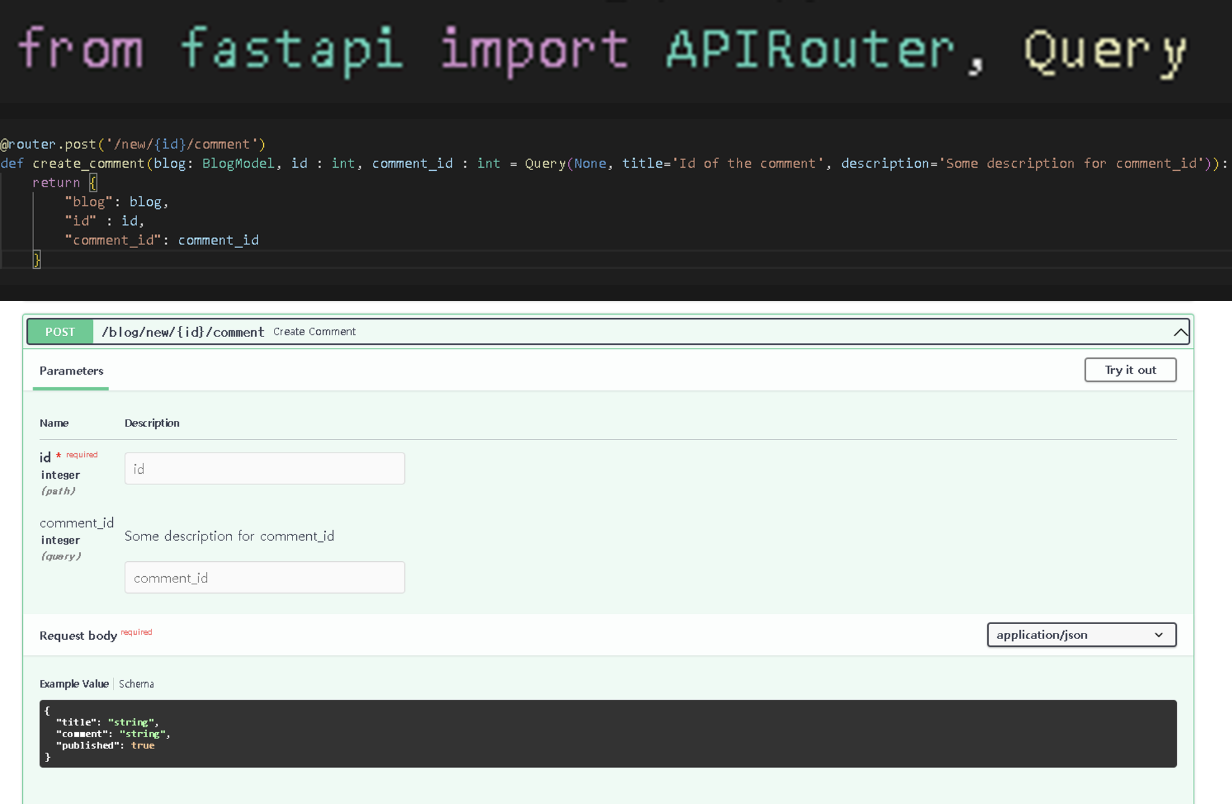 from fastapi import APIRouter, Query
@router.post('/new/{id}/comment')
def create_comment(blog: BlogModel, id : int, comment_id : int = Query(None, title='Id of the comment', description='Some description for comment_id')):
return {
"blog": blog,
"id" : id,
"comment_id": comment_id
}
POST /blog/new/{id}/comment Create Comment
Parameters Try it out
Name Description
id * required
integer
(path)
id
comment_id
integer
(query)
Some description for comment_id
comment_id
Request body required application/json
Example Value Schema
{
"title": "string",
"comment": "string",
"published": true
}